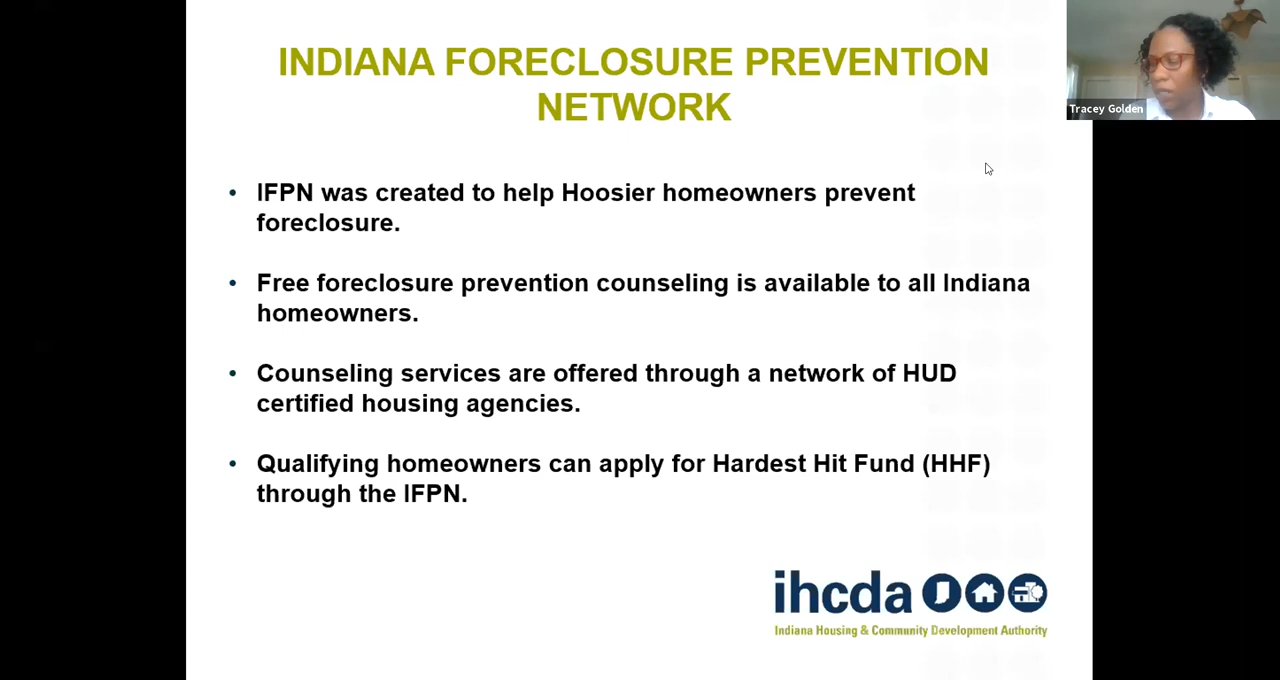 INDIANA FORECLOSURE PREVENTION
NETWORK
Tracey Golden
• IFPN was created to help Hoosier homeowners prevent
foreclosure.
• Free foreclosure prevention counseling is available to all Indiana
homeowners.
• Counseling services are offered through a network of HUD
certified housing agencies.
• Qualifying homeowners can apply for Hardest Hit Fund (HHF)
through the IFPN.
ihcda
Indiana Housing & Community Development Authority